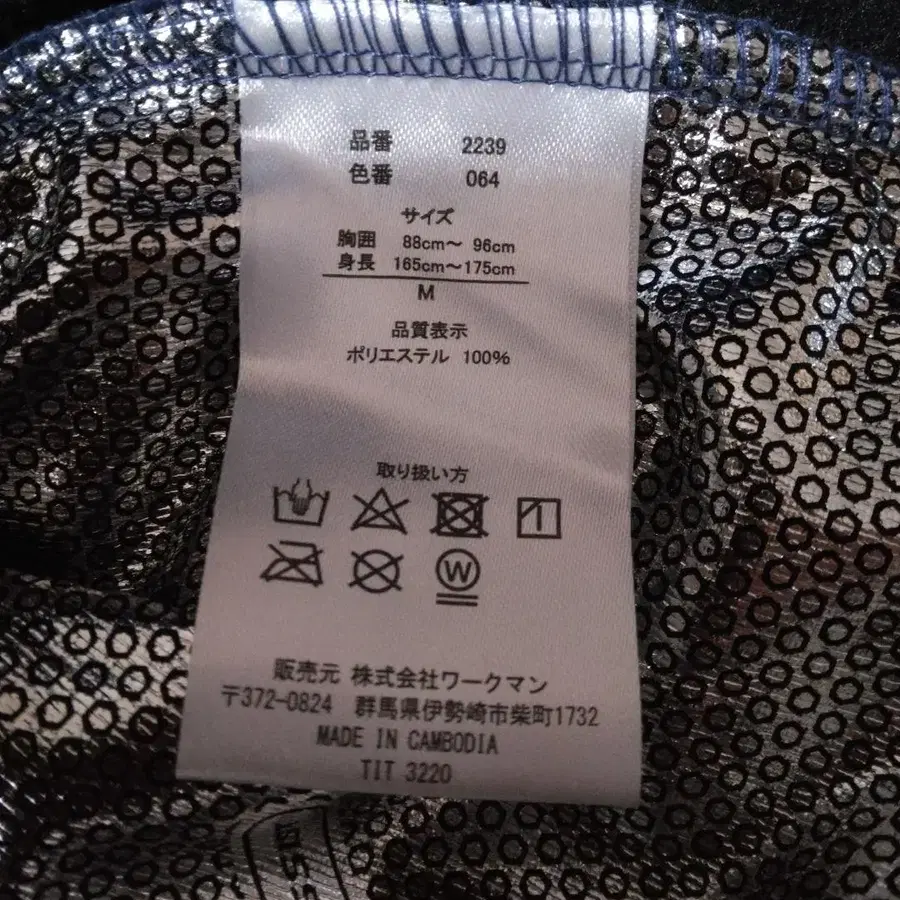 品番 2239
色番 064
サイズ
胸囲 88cm～ 96cm
身長 165cm～175cm
M
品質表示
ポリエステル 100%
取り扱い方
W
販売元 株式会社ワークマン
〒372-0824 群馬県伊勢崎市柴町1732
MADE IN CAMBODIA
TIT 3220